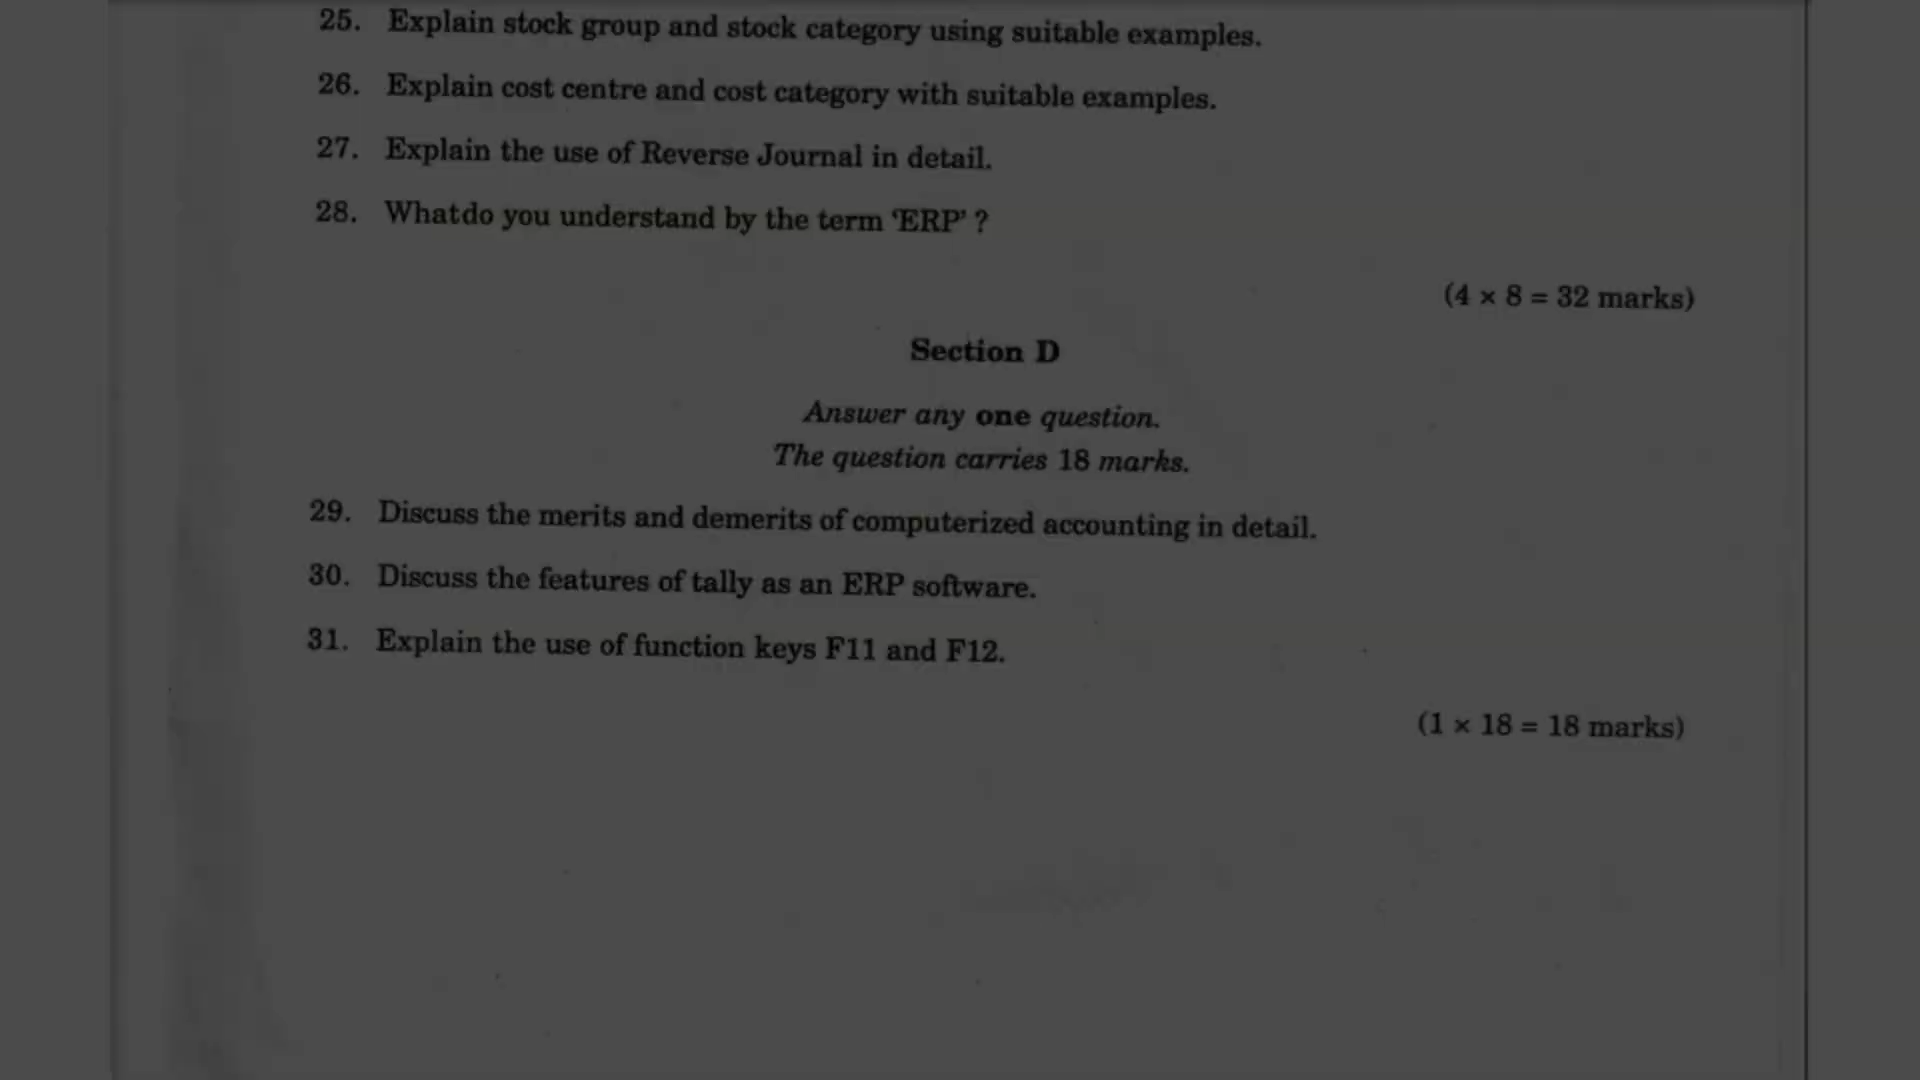 25. Explain stock group and stock category using suitable examples.
26. Explain cost centre and cost category with suitable examples.
27. Explain the use of Reverse Journal in detail.
28. Whatdo you understand by the term 'ERP' ?
(4 × 8 = 32 marks)
Section D
Answer any one question.
The question carries 18 marks.
29. Discuss the merits and demerits of computerized accounting in detail.
30. Discuss the features of tally as an ERP software.
31. Explain the use of function keys F11 and F12.
(1 × 18 = 18 marks)